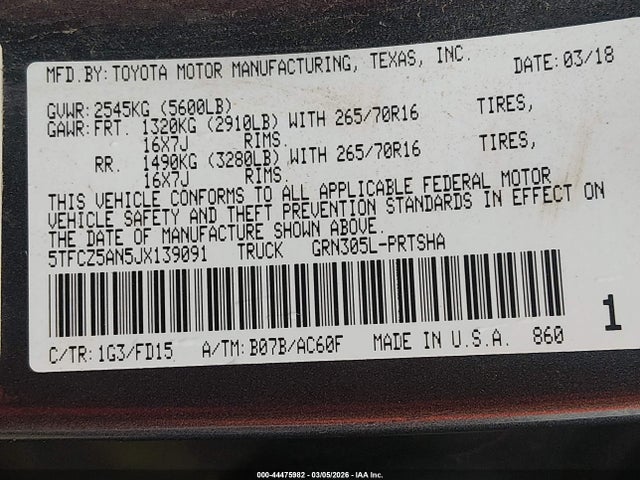 MFD.BY: TOYOTA MOTOR MANUFACTURING, TEXAS, INC. DATE: 03/18
GVWR: 2545KG (5600LB)
GAWR: FRT. 1320KG (2910LB) WITH 265/70R16 TIRES,
16X7J RIMS.
RR. 1490KG (3280LB) WITH 265/70R16 TIRES,
16X7J RIMS.
THIS VEHICLE CONFORMS TO ALL APPLICABLE FEDERAL MOTOR
VEHICLE SAFETY AND THEFT PREVENTION STANDARDS IN EFFECT ON
THE DATE OF MANUFACTURE SHOWN ABOVE.
5TFCZ5AN5JX139091 TRUCK GRN305L-PRTSHA
1
C/TR: 1G3/FD15 A/TM: B07B/AC60F MADE IN U.S.A. 860
000-44475982 - 03/05/2026 - IAA Inc.